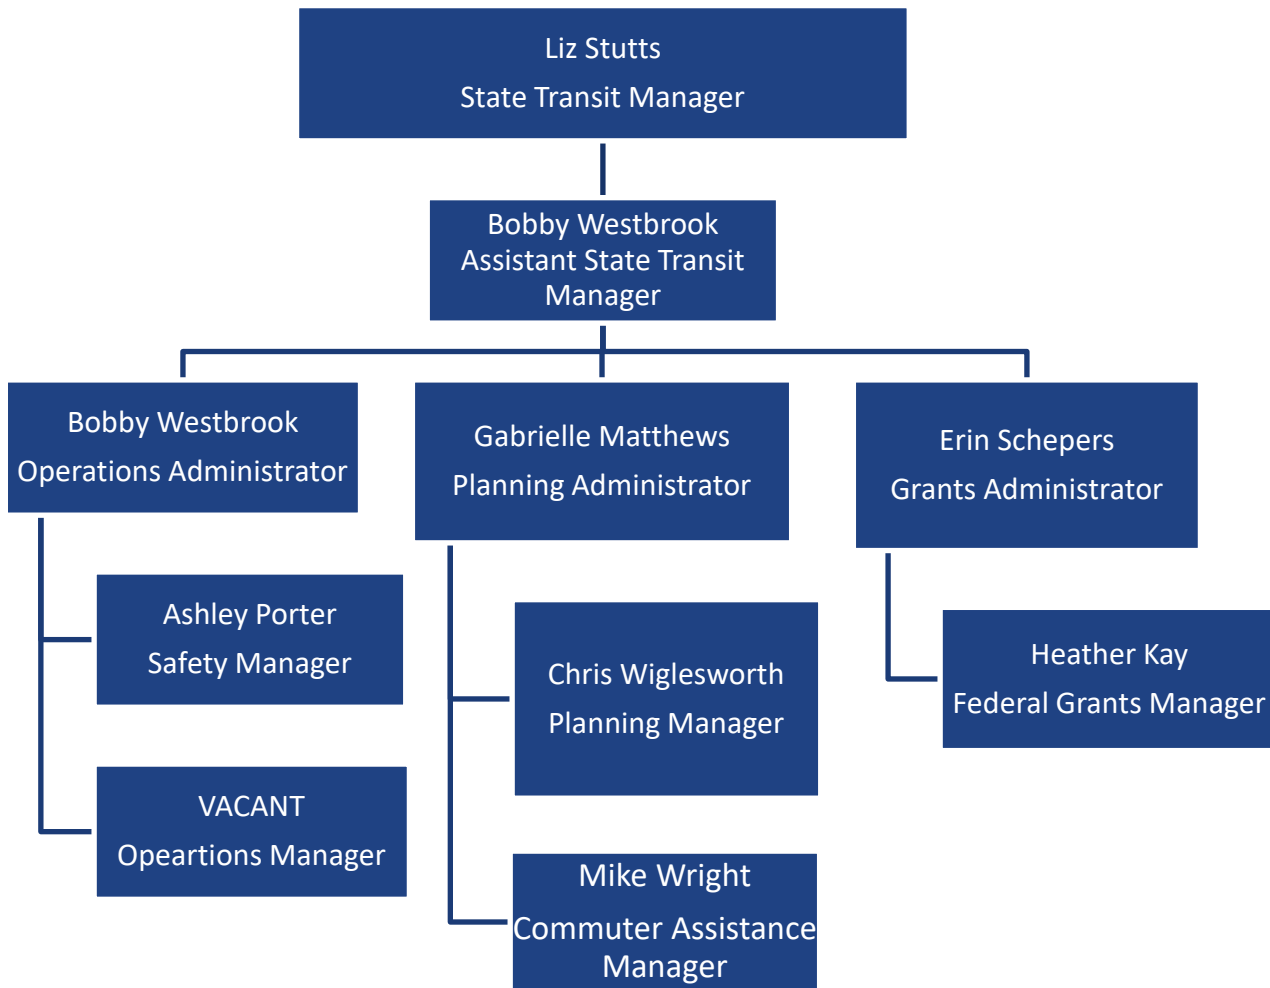 Liz Stutts
State Transit Manager
Bobby Westbrook
Assistant State Transit
Manager
Bobby Westbrook
Operations Administrator
Gabrielle Matthews
Planning Administrator
Erin Schepers
Grants Administrator
Ashley Porter
Safety Manager
Chris Wiglesworth
Planning Manager
Heather Kay
Federal Grants Manager
VACANT
Opeartions Manager
Mike Wright
Commuter Assistance
Manager